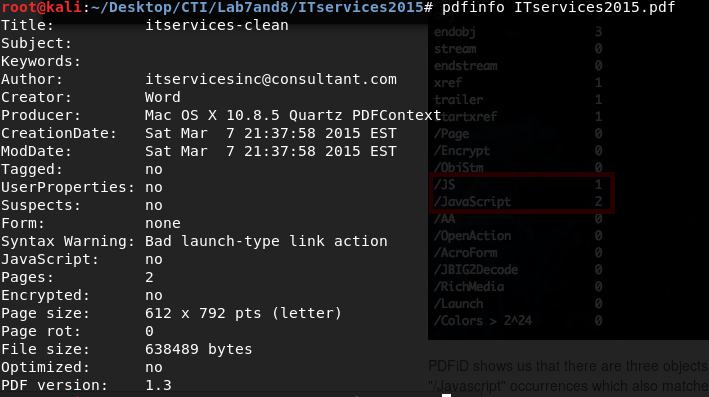 root@kali:~/Desktop/CTI/Lab7and8/ITservices2015# pdfinfo ITservices2015.pdf
Title:          itservices-clean
Subject:
Keywords:
Author:         itservicesinc@consultant.com
Creator:        Word
Producer:       Mac OS X 10.8.5 Quartz PDFContext
CreationDate:   Sat Mar  7 21:37:58 2015 EST
ModDate:        Sat Mar  7 21:37:58 2015 EST
Tagged:         no
UserProperties: no
Suspects:       no
Form:           none
Syntax Warning: Bad launch-type link action
JavaScript:     no
Pages:          2
Encrypted:      no
Page size:      612 x 792 pts (letter)
Page rot:       0
File size:      638489 bytes
Optimized:      no
PDF version:    1.3
endobj 3
stream 0
endstream 0
xref 1
trailer 1
startxref 1
/Page 0
/Encrypt 0
/ObjStm 0
/JS 1
/JavaScript 2
/AA 0
/OpenAction 0
/AcroForm 0
/JBIG2Decode 0
/RichMedia 0
/Launch 0
/Colors > 2^24 0
PDFiD shows us that there are three objects
"/Javascript" occurrences which also matche